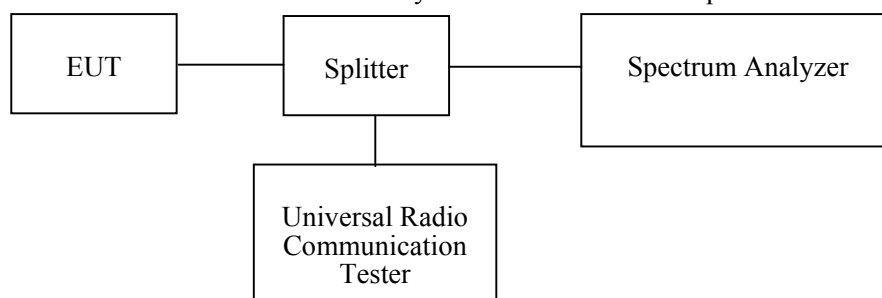 EUT
Splitter
Spectrum Analyzer
Universal Radio
Communication
Tester